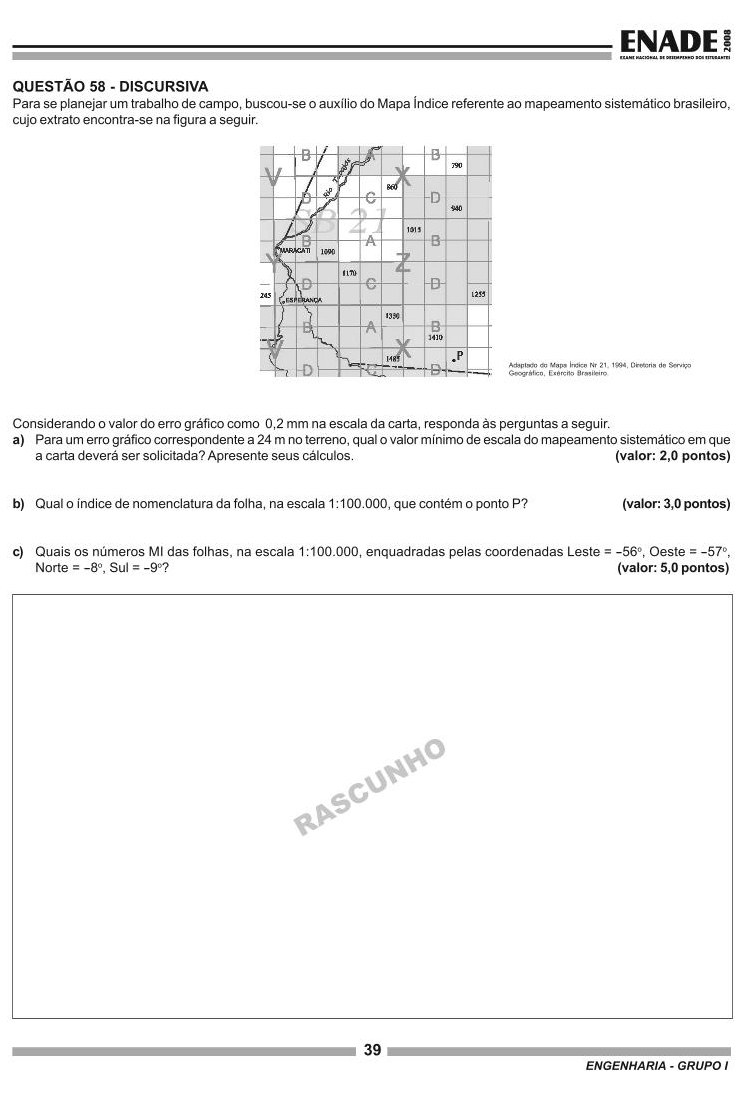 ENADE 2008
EXAME NACIONAL DE DESEMPENHO DOS ESTUDANTES
QUESTÃO 58 - DISCURSIVA
Para se planejar um trabalho de campo, buscou-se o auxílio do Mapa Índice referente ao mapeamento sistemático brasileiro,
cujo extrato encontra-se na figura a seguir.
B A B 790
V Rio Tapajós 860 X
D C D 940
SB 21 1015
B A B
MARACATI 1090
Y 1170 Z
D C D
245 ESPERANÇA 1255
1330
B A B
1410
V 1485 X P
D C D
Adaptado do Mapa Índice Nr 21, 1994, Diretoria de Serviço
Geográfico, Exército Brasileiro.
Considerando o valor do erro gráfico como 0,2 mm na escala da carta, responda às perguntas a seguir.
a) Para um erro gráfico correspondente a 24 m no terreno, qual o valor mínimo de escala do mapeamento sistemático em que
a carta deverá ser solicitada? Apresente seus cálculos. (valor: 2,0 pontos)
b) Qual o índice de nomenclatura da folha, na escala 1:100.000, que contém o ponto P? (valor: 3,0 pontos)
c) Quais os números MI das folhas, na escala 1:100.000, enquadradas pelas coordenadas Leste = –56º, Oeste = –57º,
Norte = –8º, Sul = –9º? (valor: 5,0 pontos)
RASCUNHO
39
ENGENHARIA - GRUPO I